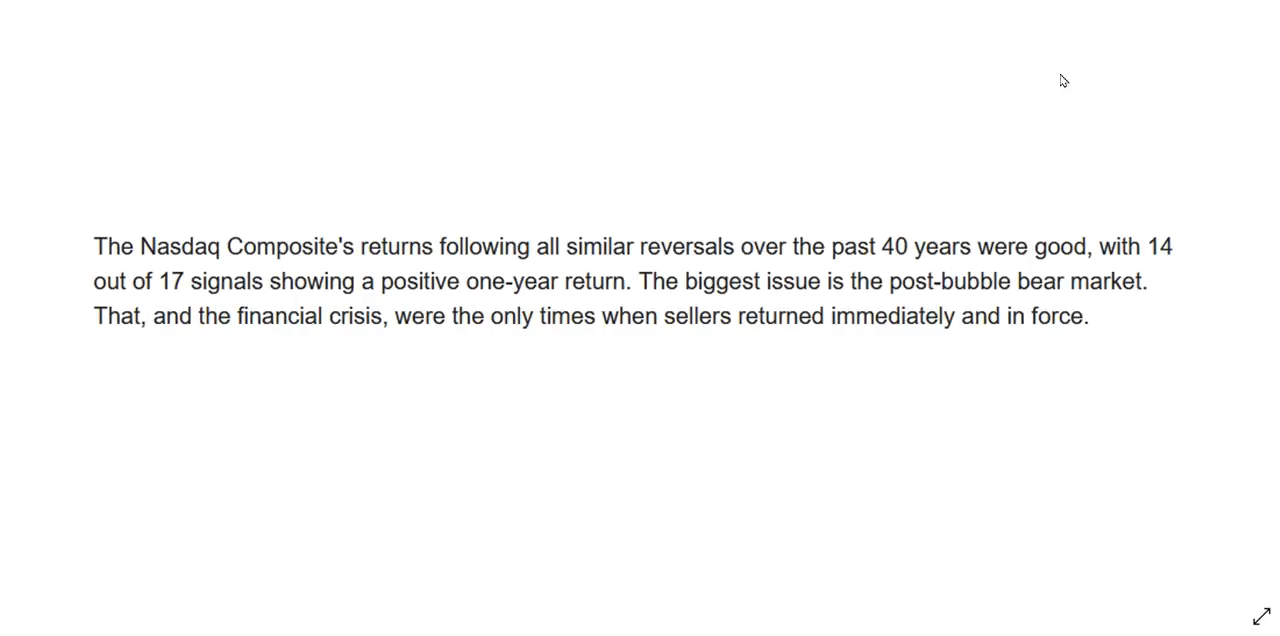 The Nasdaq Composite's returns following all similar reversals over the past 40 years were good, with 14
out of 17 signals showing a positive one-year return. The biggest issue is the post-bubble bear market.
That, and the financial crisis, were the only times when sellers returned immediately and in force.